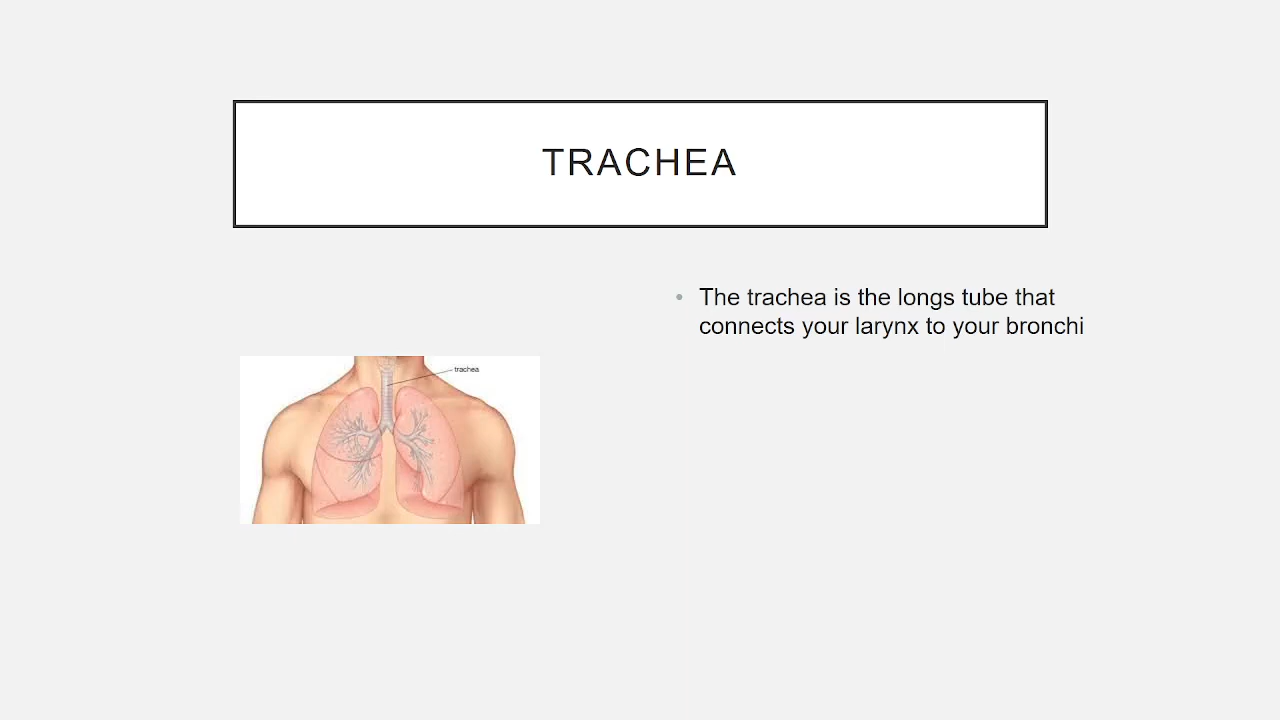 TRACHEA
The trachea is the longs tube that
connects your larynx to your bronchi
trachea